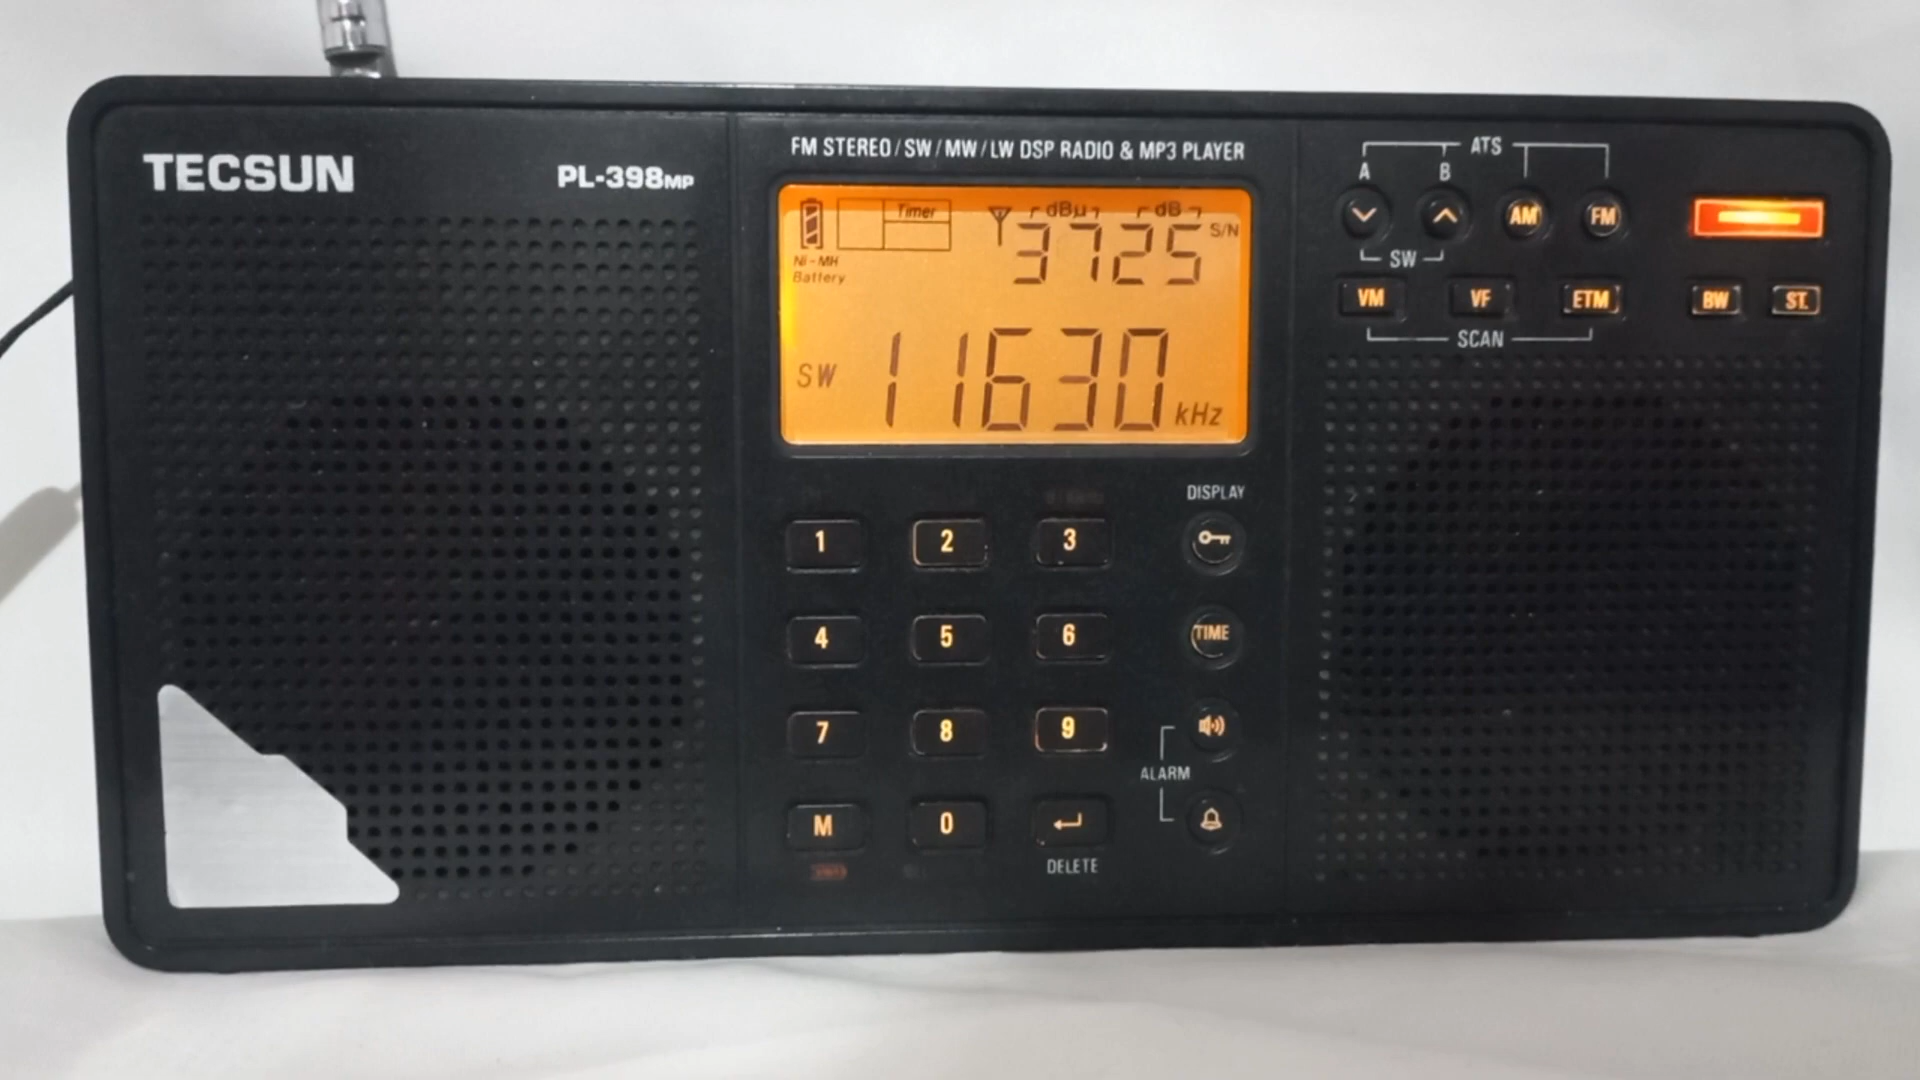 TECSUN
PL-398MP
FM STEREO/SW/MW/LW DSP RADIO & MP3 PLAYER
Timer
dBμ
dB
3725
S/N
Ni-MH
Battery
SW
11630
kHz
ATS
A
B
AM
FM
SW
VM
VF
ETM
BW
ST.
SCAN
DISPLAY
1
2
3
4
5
6
TIME
7
8
9
ALARM
M
0
DELETE